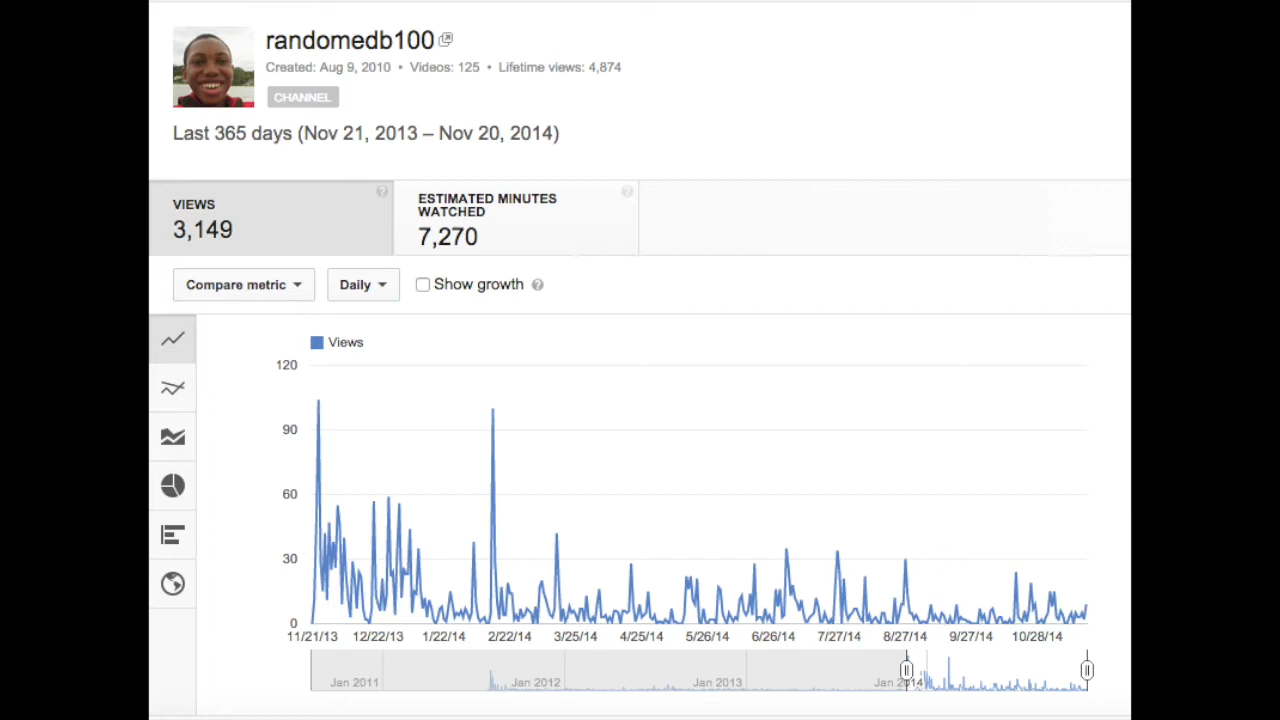 randomedb100
Created: Aug 9, 2010 • Videos: 125 • Lifetime views: 4,874
CHANNEL
Last 365 days (Nov 21, 2013 – Nov 20, 2014)
VIEWS
3,149
ESTIMATED MINUTES
WATCHED
7,270
Compare metric
Daily
Show growth
Views
120
90
60
30
0
11/21/13 12/22/13 1/22/14 2/22/14 3/25/14 4/25/14 5/26/14 6/26/14 7/27/14 8/27/14 9/27/14 10/28/14
Jan 2011 Jan 2012 Jan 2013 Jan 2014